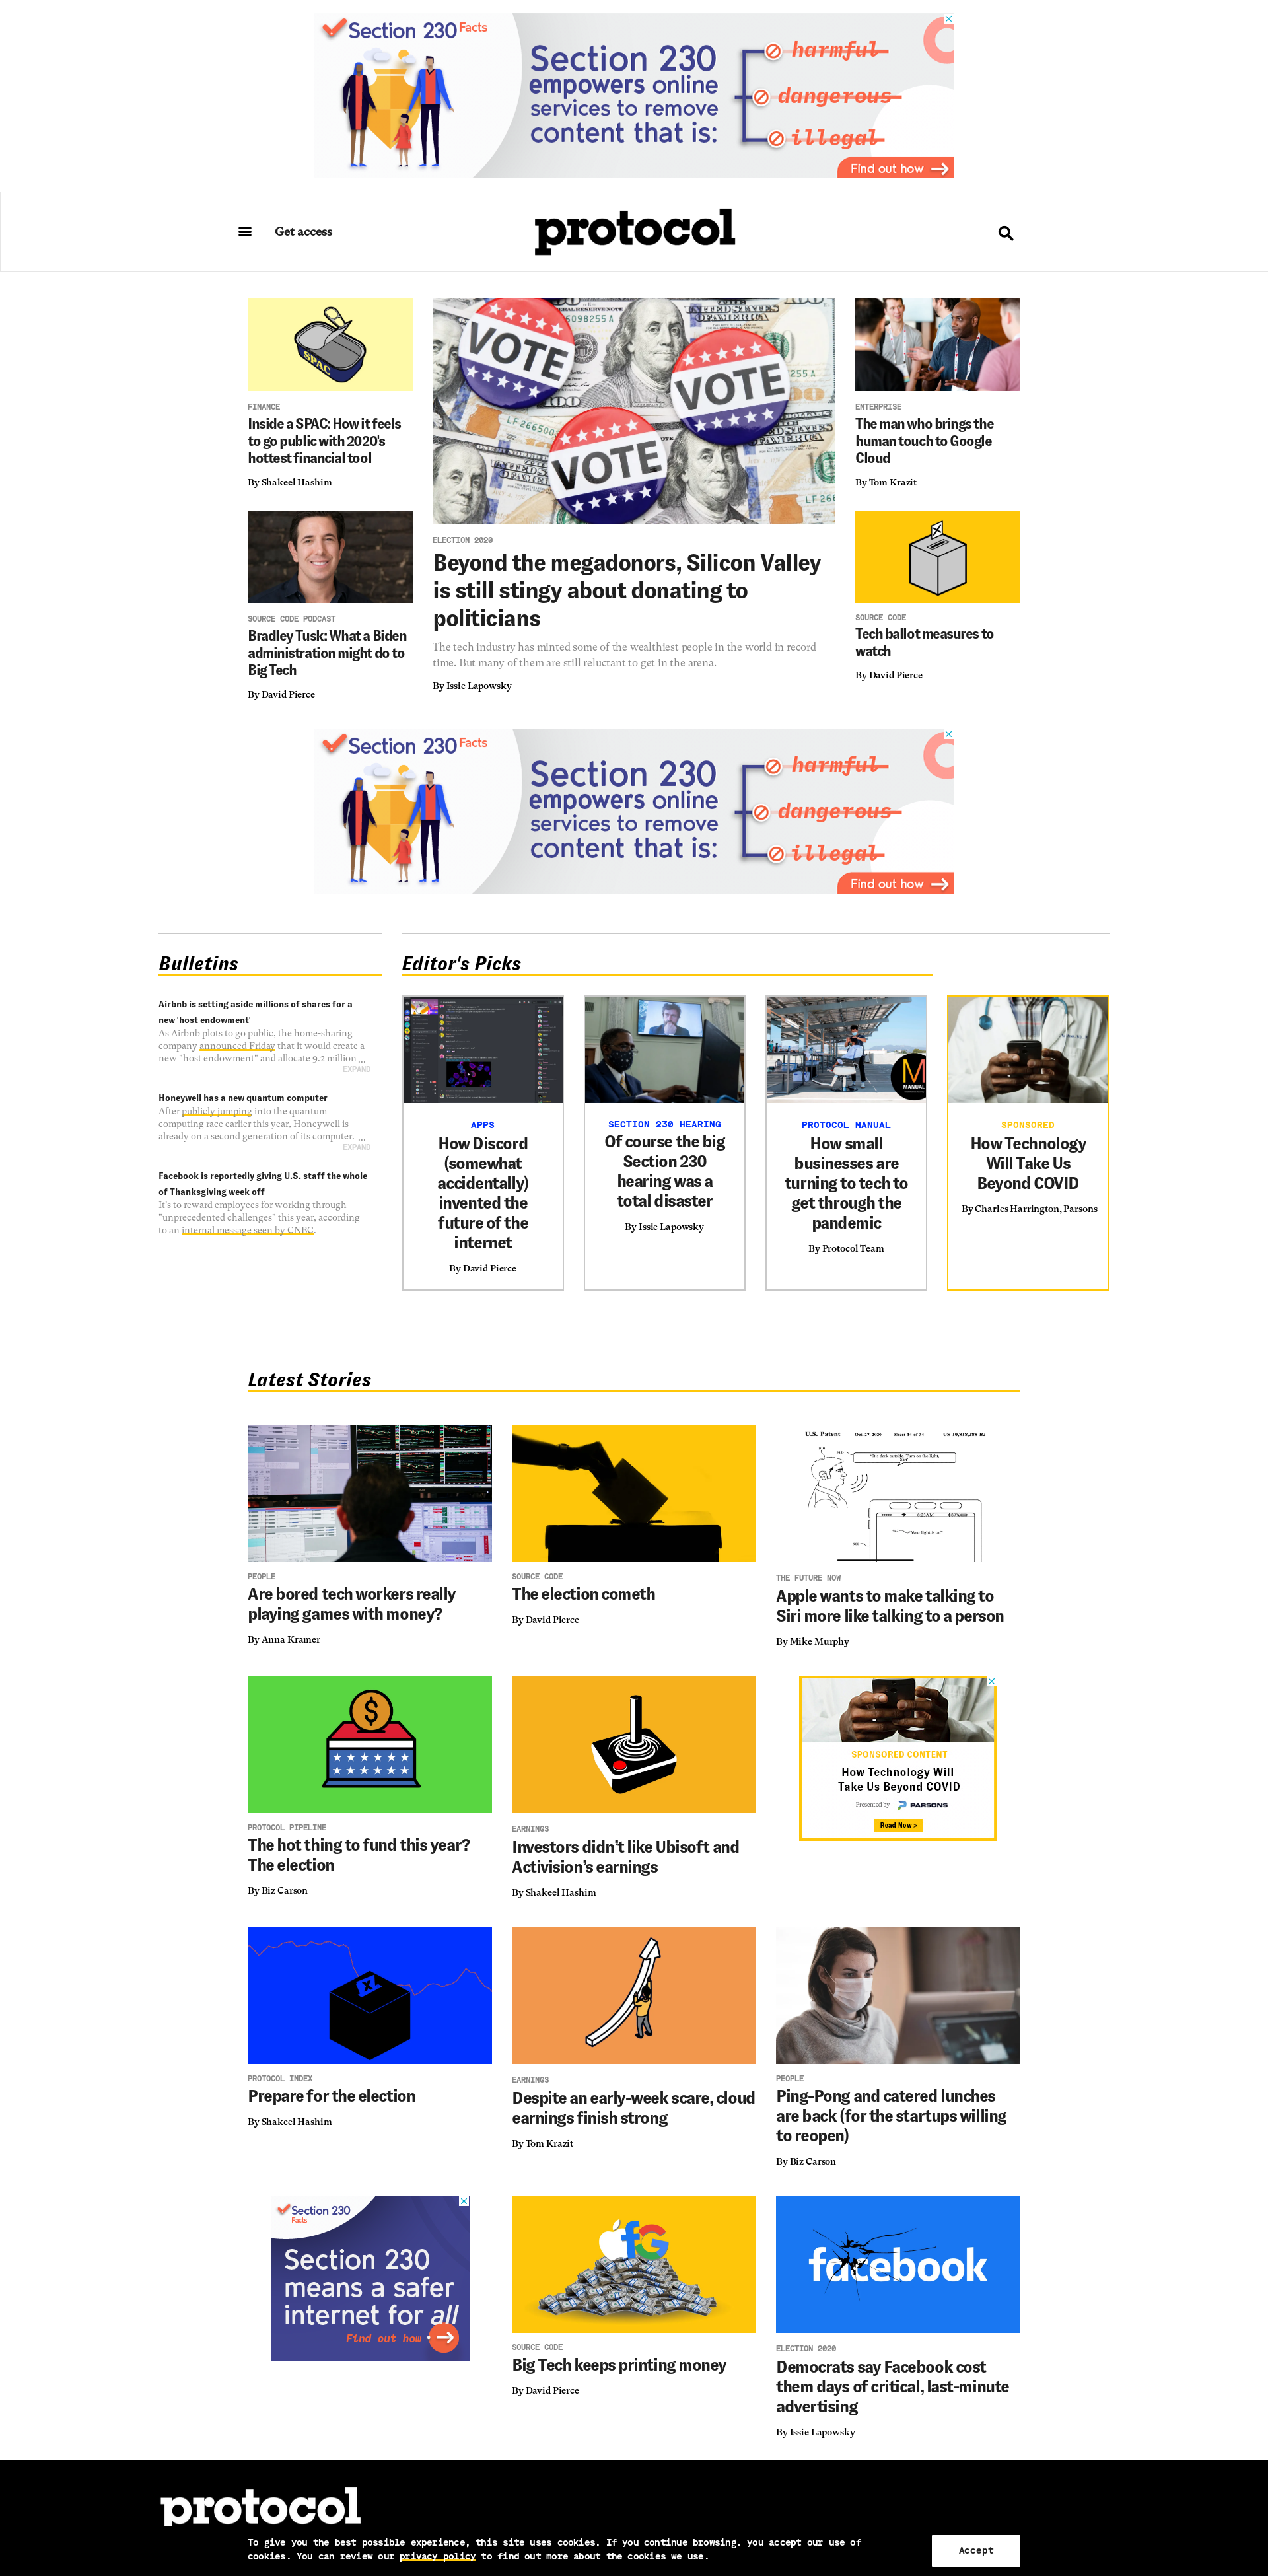 Section 230 Facts
Section 230
empowers online
services to remove
content that is:
harmful
dangerous
illegal
Find out how
Get access
protocol
SPAC
FINANCE
Inside a SPAC: How it feels
to go public with 2020's
hottest financial tool
By Shakeel Hashim
SOURCE CODE PODCAST
Bradley Tusk: What a Biden
administration might do to
Big Tech
By David Pierce
VOTE
VOTE
VOTE
ELECTION 2020
Beyond the megadonors, Silicon Valley
is still stingy about donating to
politicians
The tech industry has minted some of the wealthiest people in the world in record
time. But many of them are still reluctant to get in the arena.
By Issie Lapowsky
ENTERPRISE
The man who brings the
human touch to Google
Cloud
By Tom Krazit
SOURCE CODE
Tech ballot measures to
watch
By David Pierce
Section 230 Facts
Section 230
empowers online
services to remove
content that is:
harmful
dangerous
illegal
Find out how
Bulletins
Airbnb is setting aside millions of shares for a
new 'host endowment'
As Airbnb plots to go public, the home-sharing
company announced Friday that it would create a
new "host endowment" and allocate 9.2 million ...
EXPAND
Honeywell has a new quantum computer
After publicly jumping into the quantum
computing race earlier this year, Honeywell is
already on a second generation of its computer. ...
EXPAND
Facebook is reportedly giving U.S. staff the whole
of Thanksgiving week off
It's to reward employees for working through
"unprecedented challenges" this year, according
to an internal message seen by CNBC.
Editor's Picks
APPS
How Discord
(somewhat
accidentally)
invented the
future of the
internet
By David Pierce
SECTION 230 HEARING
Of course the big
Section 230
hearing was a
total disaster
By Issie Lapowsky
M
MANUAL
PROTOCOL MANUAL
How small
businesses are
turning to tech to
get through the
pandemic
By Protocol Team
SPONSORED
How Technology
Will Take Us
Beyond COVID
By Charles Harrington, Parsons
Latest Stories
PEOPLE
Are bored tech workers really
playing games with money?
By Anna Kramer
SOURCE CODE
The election cometh
By David Pierce
U.S. Patent Oct. 27, 2020 Sheet 34 of 36 US 10,818,288 B2
THE FUTURE NOW
Apple wants to make talking to
Siri more like talking to a person
By Mike Murphy
$
PROTOCOL PIPELINE
The hot thing to fund this year?
The election
By Biz Carson
EARNINGS
Investors didn’t like Ubisoft and
Activision’s earnings
By Shakeel Hashim
SPONSORED CONTENT
How Technology Will
Take Us Beyond COVID
Presented by PARSONS
Read Now >
PROTOCOL INDEX
Prepare for the election
By Shakeel Hashim
EARNINGS
Despite an early-week scare, cloud
earnings finish strong
By Tom Krazit
PEOPLE
Ping-Pong and catered lunches
are back (for the startups willing
to reopen)
By Biz Carson
Section 230
Facts
Section 230
means a safer
internet for all
Find out how
SOURCE CODE
Big Tech keeps printing money
By David Pierce
facebook
ELECTION 2020
Democrats say Facebook cost
them days of critical, last-minute
advertising
By Issie Lapowsky
protocol
To give you the best possible experience, this site uses cookies. If you continue browsing. you accept our use of
cookies. You can review our privacy policy to find out more about the cookies we use.
Accept